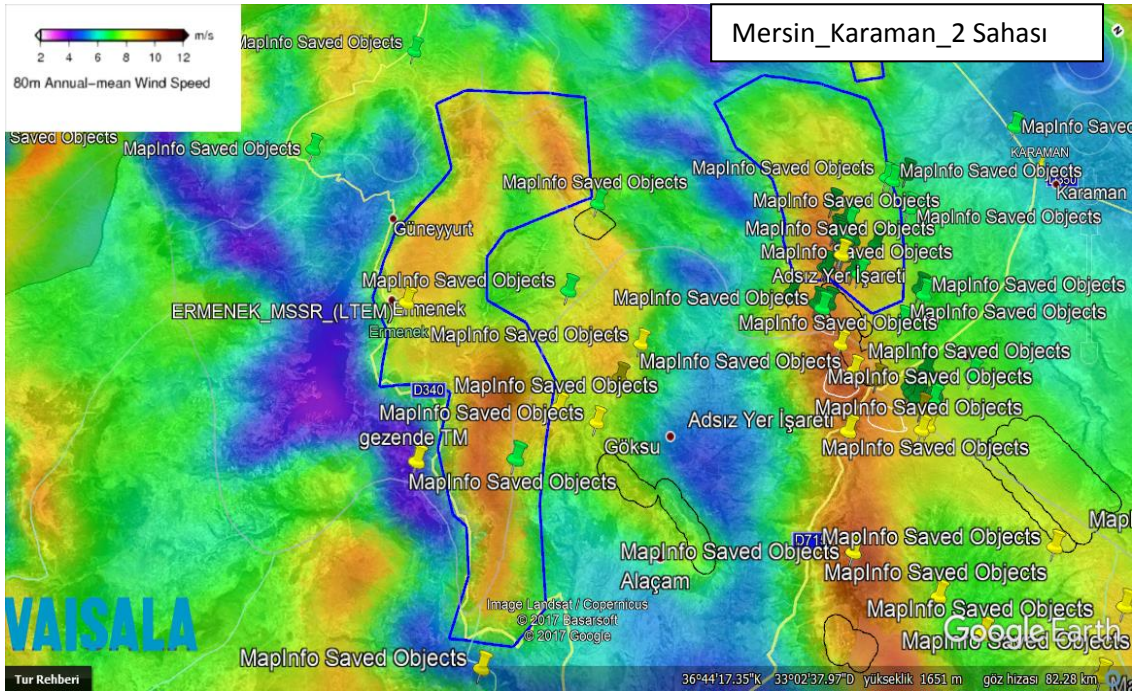 Mersin_Karaman_2 Sahası
m/s
2 4 6 8 10 12
80m Annual-mean Wind Speed
MapInfo Saved Objects
Saved Objects
MapInfo Saved Objects
MapInfo Saved
KARAMAN
MapInfo Saved Objects
MapInfo Saved Objects
MapInfo Saved Objects
Karaman
MapInfo Saved Objects
MapInfo Saved Objects
Güneyyurt
MapInfo Saved Objects
MapInfo Saved Objects
MapInfo Saved Objects
Adsız Yer İşareti
MapInfo Saved Objects
MapInfo Saved Objects
MapInfo Saved Objects
ERMENEK_MSSR_(LTEM)
Ermenek
Ermenek
MapInfo Saved Objects
MapInfo Saved Objects
MapInfo Saved Objects
MapInfo Saved Objects
MapInfo Saved Objects
D340
MapInfo Saved Objects
MapInfo Saved Objects
MapInfo Saved Objects
Adsız Yer İşareti
MapInfo Saved Objects
gezende TM
Göksu
MapInfo Saved Objects
MapInfo Saved Objects
MapI
D715
MapInfo Saved Objects
MapInfo Saved Objects
Alaçam
MapInfo Saved Objects
Image Landsat / Copernicus
© 2017 Basarsoft
© 2017 Google
VAISALA
MapInfo Saved Objects
Google Earth
MapInfo Saved Objects
MapInfo Saved Objects
Tur Rehberi
36°44'17.35"K 33°02'37.97"D yükseklik 1651 m göz hizası 82.28 km